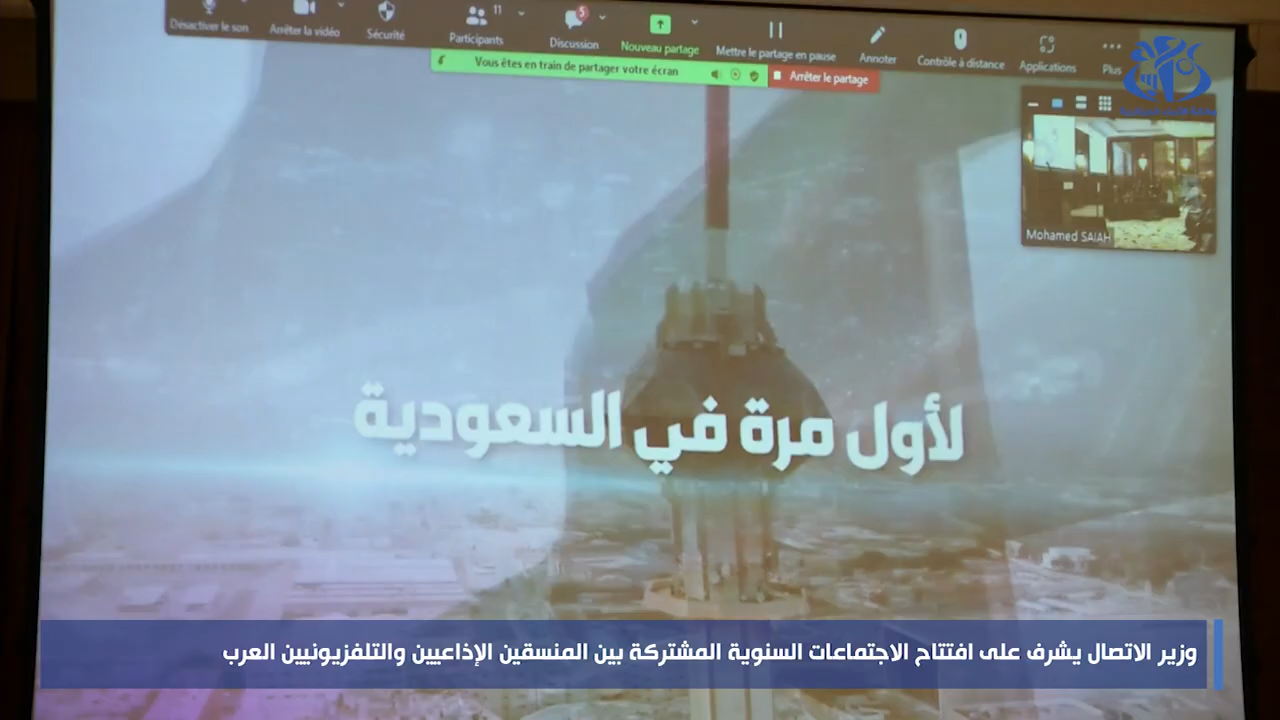 Désactiver le son
Arrêter la vidéo
Sécurité
11
Participants
5
Discussion
Nouveau partage
Mettre le partage en pause
Annoter
Contrôle à distance
Applications
Plus
Vous êtes en train de partager votre écran
Arrêter le partage
Mohamed SAIAH
لأول مرة في السعودية
وزير الاتصال يشرف على افتتاح الاجتماعات السنوية المشتركة بين المنسقين الإذاعيين والتلفزيونيين العرب